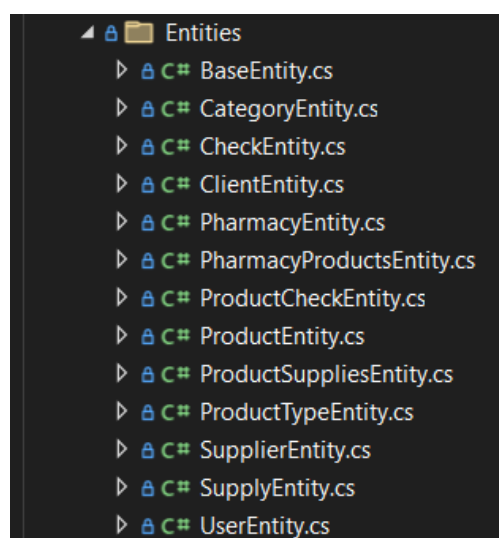 Entities
C# BaseEntity.cs
C# CategoryEntity.cs
C# CheckEntity.cs
C# ClientEntity.cs
C# PharmacyEntity.cs
C# PharmacyProductsEntity.cs
C# ProductCheckEntity.cs
C# ProductEntity.cs
C# ProductSuppliesEntity.cs
C# ProductTypeEntity.cs
C# SupplierEntity.cs
C# SupplyEntity.cs
C# UserEntity.cs